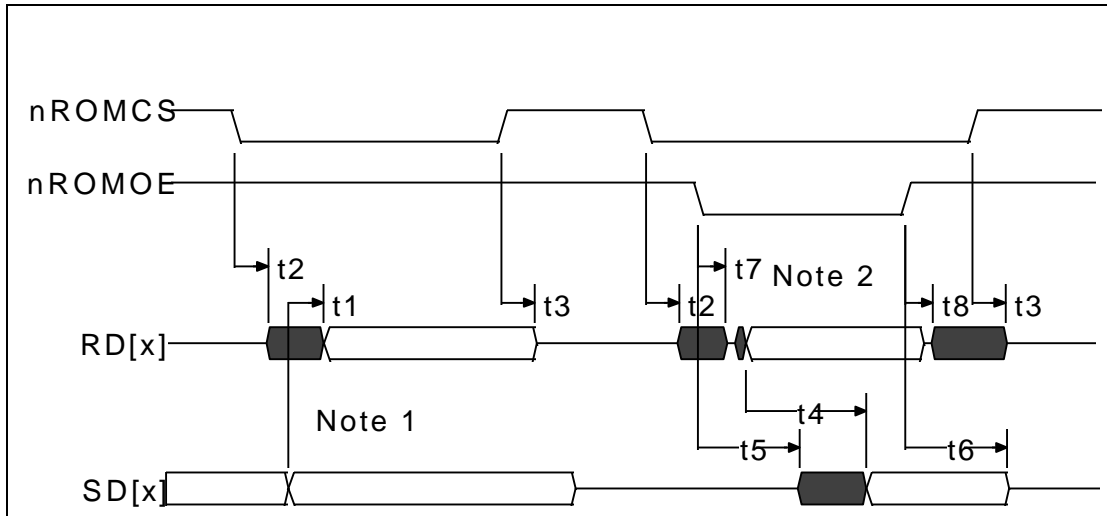 nROMCS
nROMOE
t2
t7
Note 2
t1
t3
t2
t8
t3
RD[x]
Note 1
t4
t5
t6
SD[x]